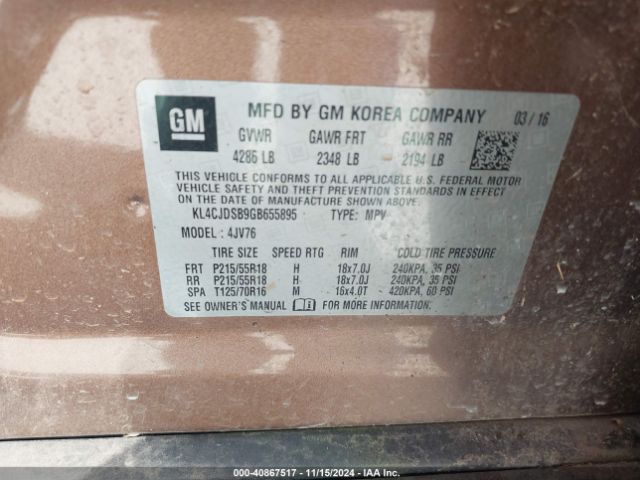 GM
MFD BY GM KOREA COMPANY 03/16
GVWR GAWR FRT GAWR RR
4286 LB 2348 LB 2194 LB
THIS VEHICLE CONFORMS TO ALL APPLICABLE U.S. FEDERAL MOTOR
VEHICLE SAFETY AND THEFT PREVENTION STANDARDS IN EFFECT
ON THE DATE OF MANUFACTURE SHOWN ABOVE.
KL4CJDSB9GB655895 TYPE: MPV
MODEL: 4JV76
TIRE SIZE SPEED RTG RIM COLD TIRE PRESSURE
FRT P215/55R18 H 18x7.0J 240KPA, 35 PSI
RR P215/55R18 H 18x7.0J 240KPA, 35 PSI
SPA T125/70R16 M 16x4.0T 420KPA, 60 PSI
SEE OWNER'S MANUAL FOR MORE INFORMATION.
00-40867517 - 11/15/2024 - IAA Inc.